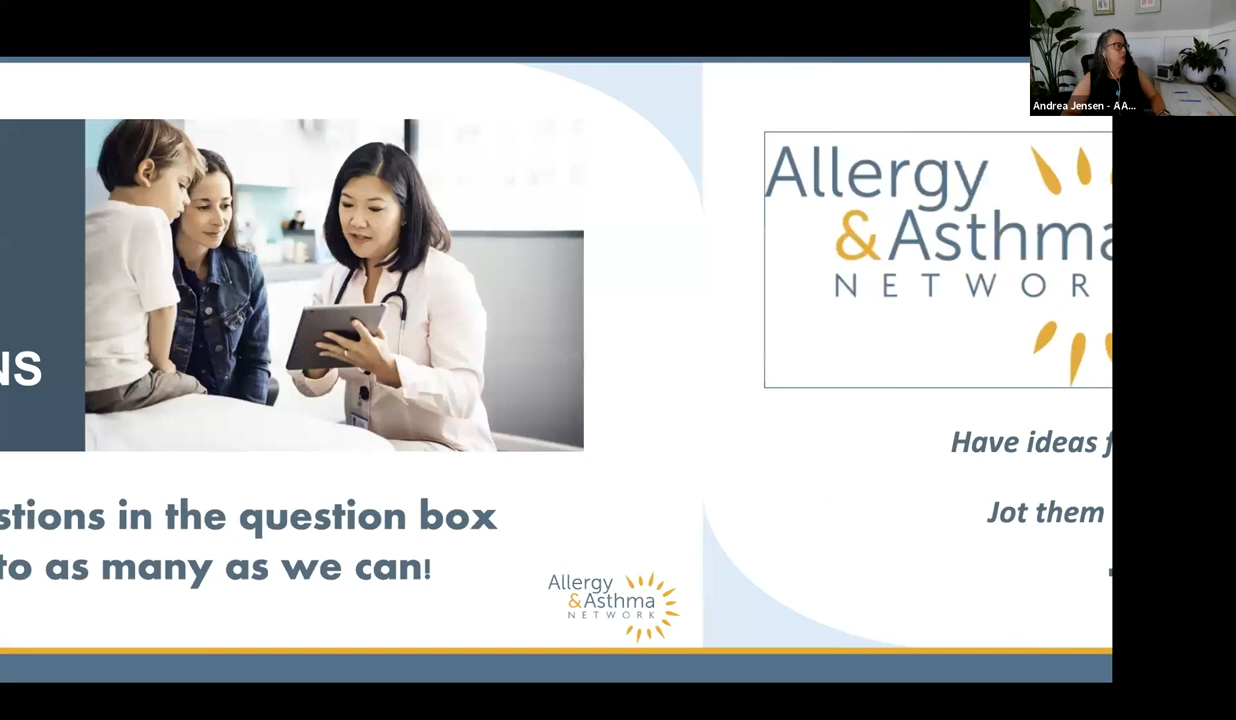 Andrea Jensen - AA...
NS
stions in the question box
to as many as we can!
Allergy
&Asthma
NETWORK
Allergy
&Asthma
NETWOR
Have ideas f
Jot them